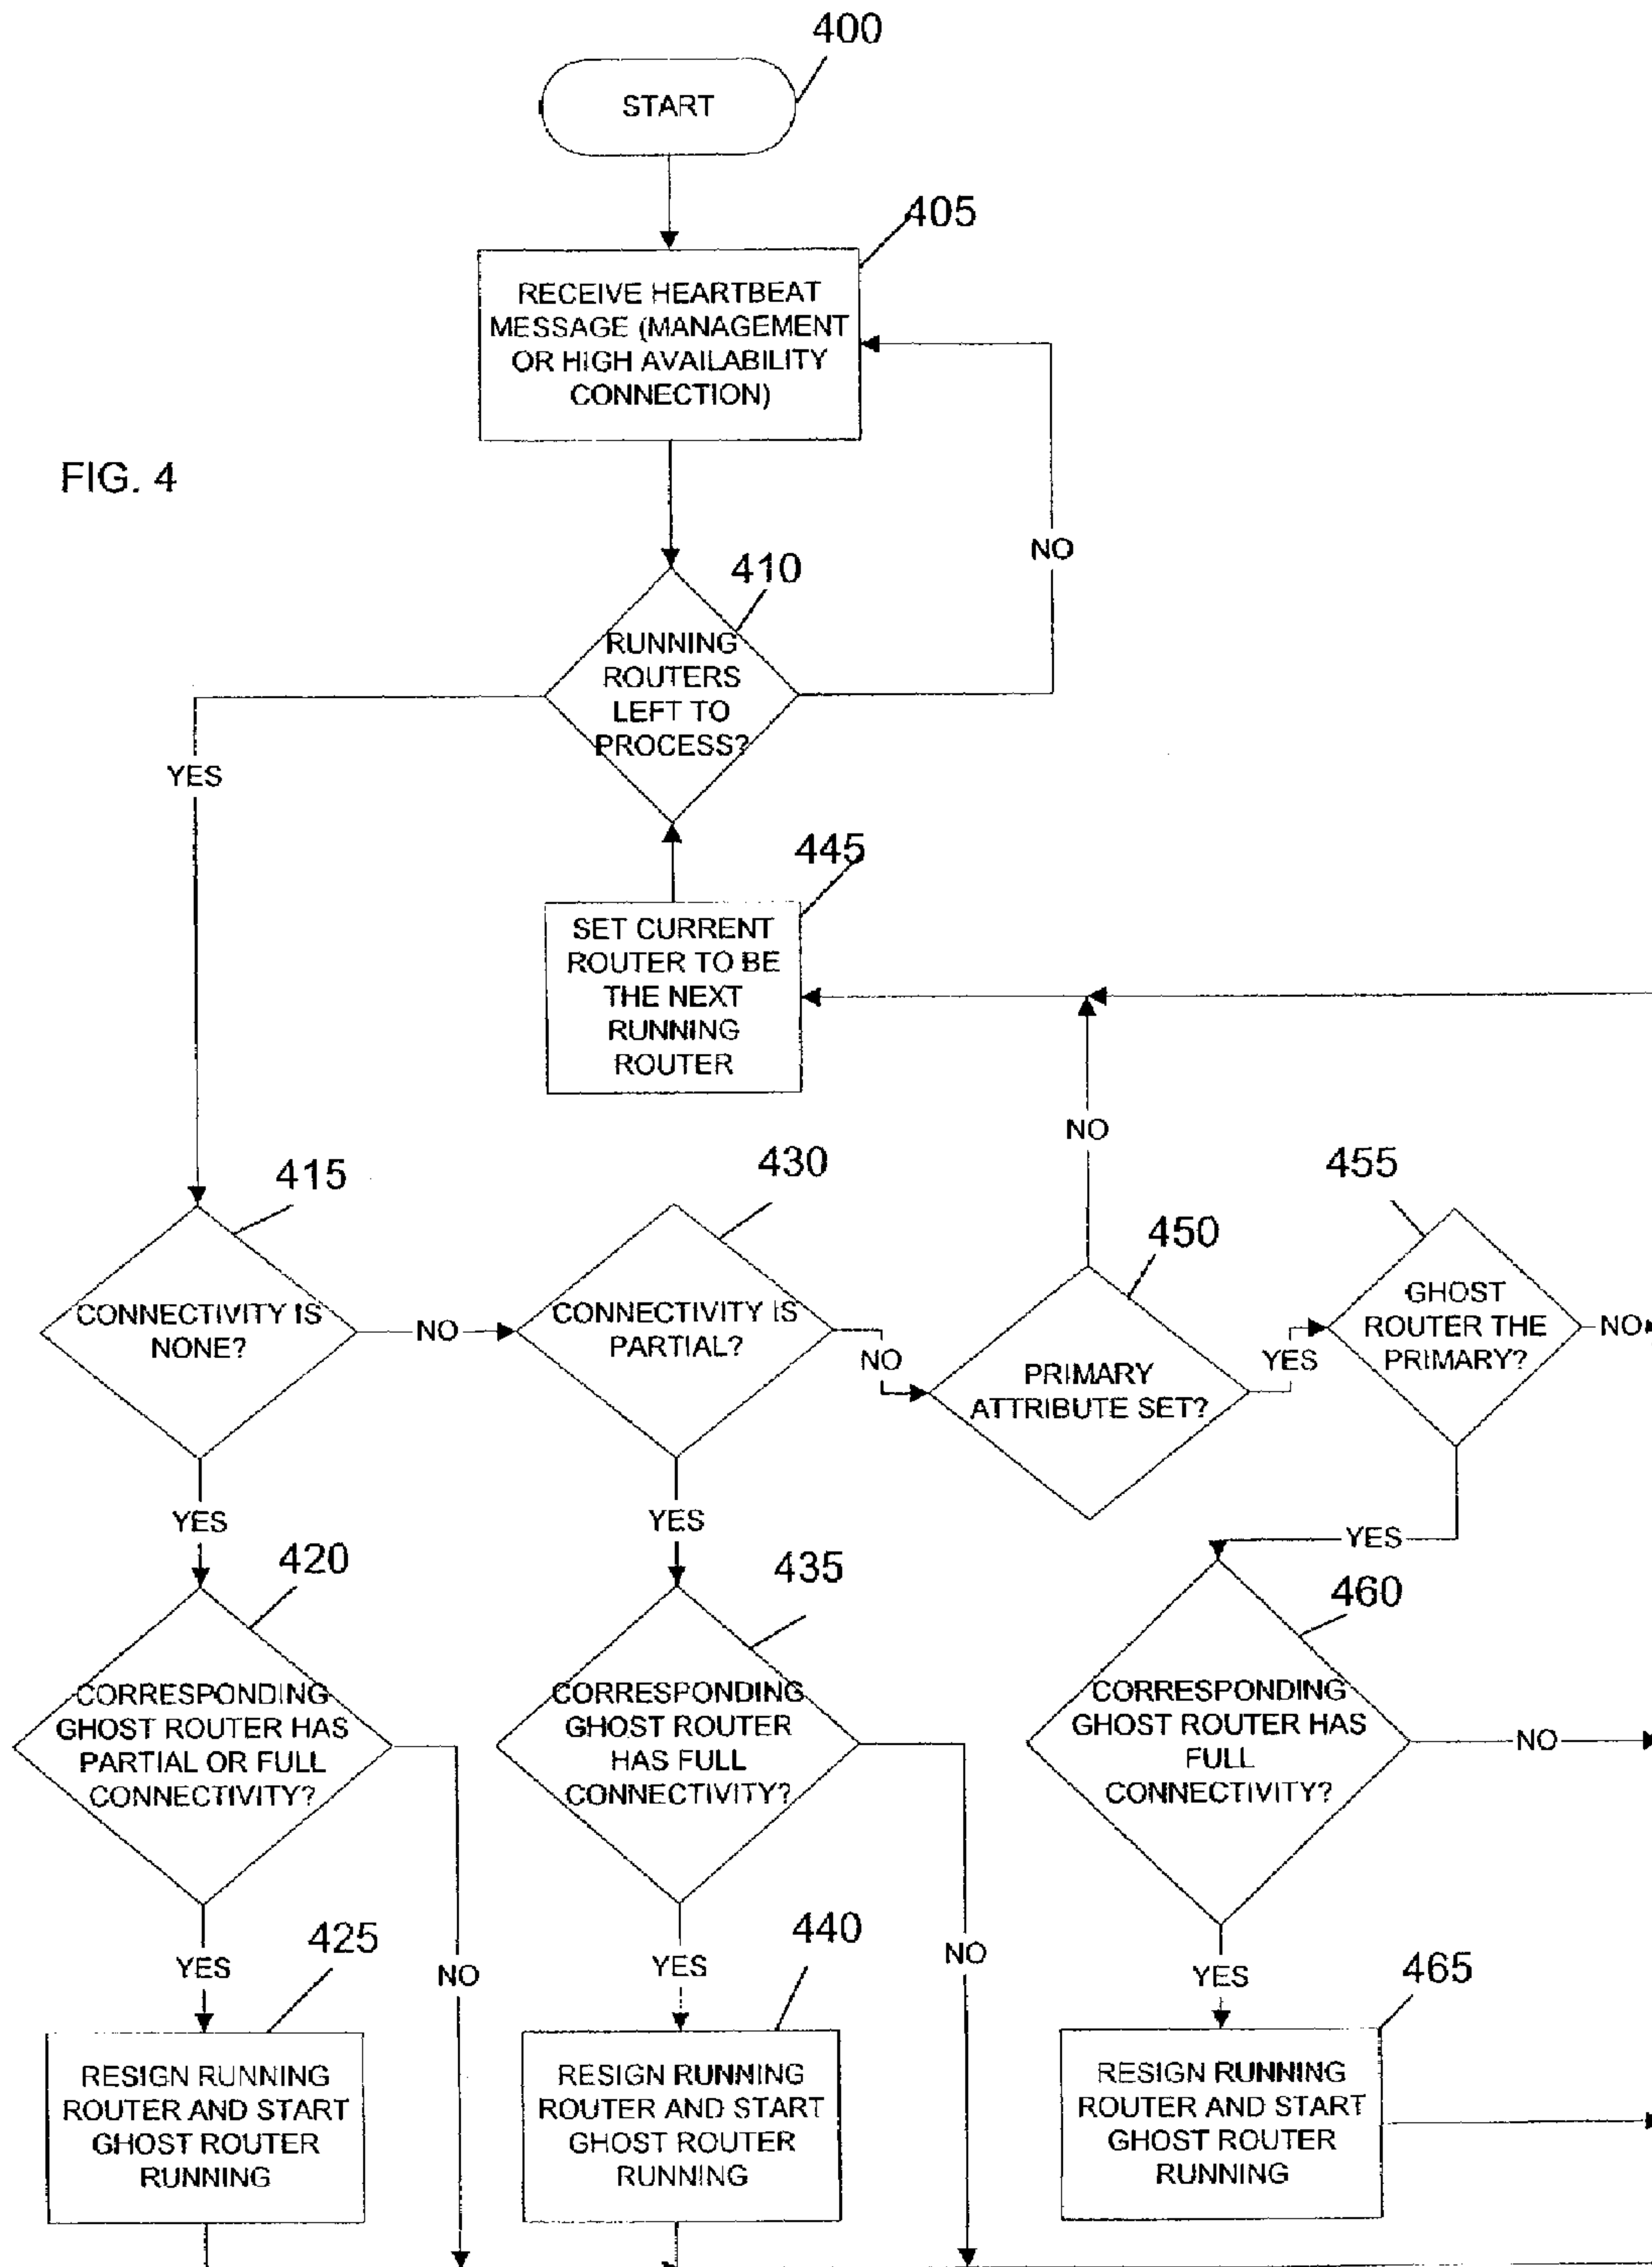 400
START
405
RECEIVE HEARTBEAT
MESSAGE (MANAGEMENT
OR HIGH AVAILABILITY
CONNECTION)
FIG. 4
NO
410
RUNNING
ROUTERS
LEFT TO
PROCESS?
YES
445
SET CURRENT
ROUTER TO BE
THE NEXT
RUNNING
ROUTER
NO
415
430
450
455
CONNECTIVITY IS
NONE?
NO
CONNECTIVITY IS
PARTIAL?
NO
PRIMARY
ATTRIBUTE SET?
YES
GHOST
ROUTER THE
PRIMARY?
NO
YES
YES
YES
420
435
460
CORRESPONDING
GHOST ROUTER HAS
PARTIAL OR FULL
CONNECTIVITY?
CORRESPONDING
GHOST ROUTER
HAS FULL
CONNECTIVITY?
CORRESPONDING
GHOST ROUTER HAS
FULL
CONNECTIVITY?
NO
YES
425
NO
YES
440
NO
YES
465
RESIGN RUNNING
ROUTER AND START
GHOST ROUTER
RUNNING
RESIGN RUNNING
ROUTER AND START
GHOST ROUTER
RUNNING
RESIGN RUNNING
ROUTER AND START
GHOST ROUTER
RUNNING